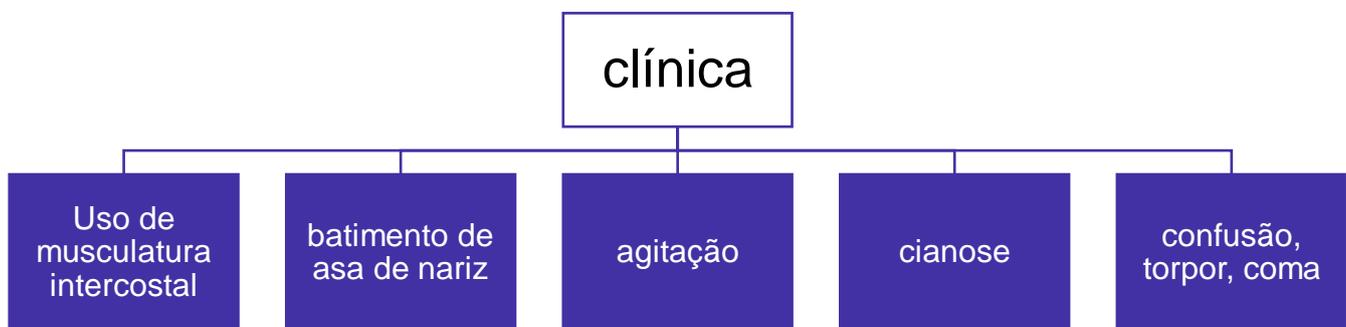 clínica
Uso de
musculatura
intercostal
batimento de
asa de nariz
agitação
cianose
confusão,
torpor, coma